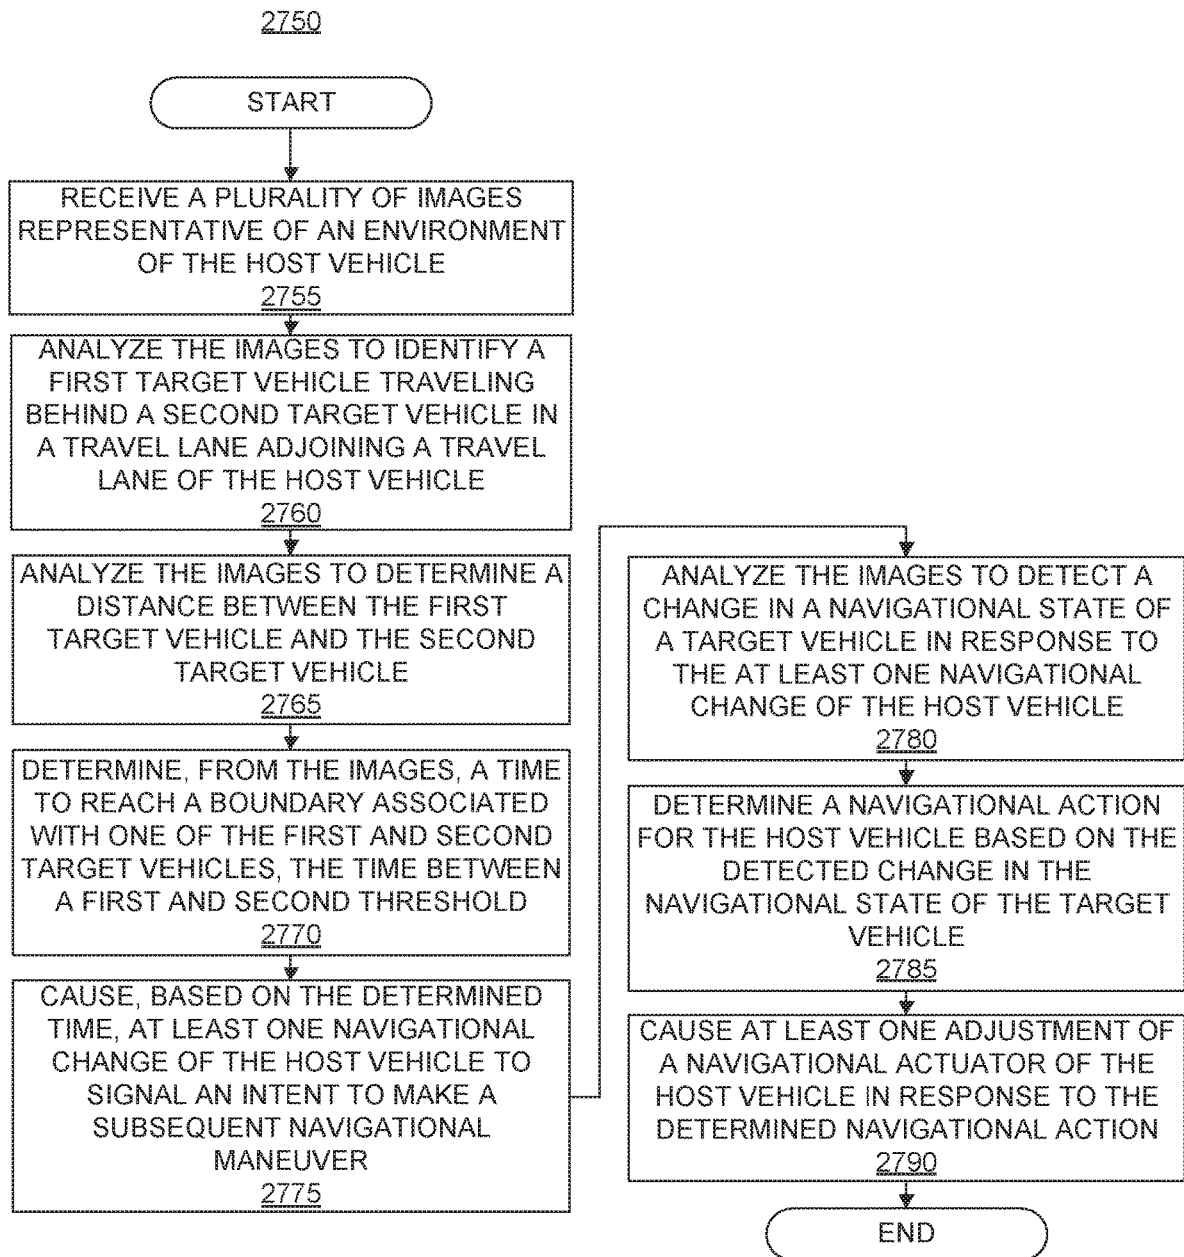 2750
START
RECEIVE A PLURALITY OF IMAGES
REPRESENTATIVE OF AN ENVIRONMENT
OF THE HOST VEHICLE
2755
ANALYZE THE IMAGES TO IDENTIFY A
FIRST TARGET VEHICLE TRAVELING
BEHIND A SECOND TARGET VEHICLE IN
A TRAVEL LANE ADJOINING A TRAVEL
LANE OF THE HOST VEHICLE
2760
ANALYZE THE IMAGES TO DETERMINE A
DISTANCE BETWEEN THE FIRST
TARGET VEHICLE AND THE SECOND
TARGET VEHICLE
2765
DETERMINE, FROM THE IMAGES, A TIME
TO REACH A BOUNDARY ASSOCIATED
WITH ONE OF THE FIRST AND SECOND
TARGET VEHICLES, THE TIME BETWEEN
A FIRST AND SECOND THRESHOLD
2770
CAUSE, BASED ON THE DETERMINED
TIME, AT LEAST ONE NAVIGATIONAL
CHANGE OF THE HOST VEHICLE TO
SIGNAL AN INTENT TO MAKE A
SUBSEQUENT NAVIGATIONAL
MANEUVER
2775
ANALYZE THE IMAGES TO DETECT A
CHANGE IN A NAVIGATIONAL STATE OF
A TARGET VEHICLE IN RESPONSE TO
THE AT LEAST ONE NAVIGATIONAL
CHANGE OF THE HOST VEHICLE
2780
DETERMINE A NAVIGATIONAL ACTION
FOR THE HOST VEHICLE BASED ON THE
DETECTED CHANGE IN THE
NAVIGATIONAL STATE OF THE TARGET
VEHICLE
2785
CAUSE AT LEAST ONE ADJUSTMENT OF
A NAVIGATIONAL ACTUATOR OF THE
HOST VEHICLE IN RESPONSE TO THE
DETERMINED NAVIGATIONAL ACTION
2790
END